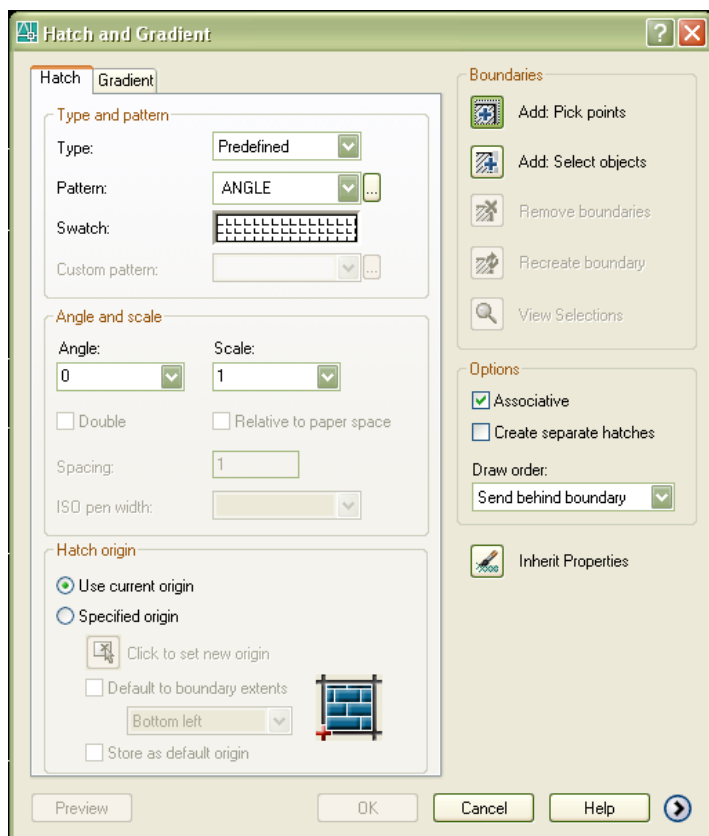 Hatch and Gradient
Hatch Gradient
Type and pattern
Type: Predefined
Pattern: ANGLE ...
Swatch:
Custom pattern: ...
Angle and scale
Angle: Scale:
0 1
Double Relative to paper space
Spacing: 1
ISO pen width:
Hatch origin
Use current origin
Specified origin
Click to set new origin
Default to boundary extents
Bottom left
Store as default origin
Boundaries
Add: Pick points
Add: Select objects
Remove boundaries
Recreate boundary
View Selections
Options
Associative
Create separate hatches
Draw order:
Send behind boundary
Inherit Properties
Preview OK Cancel Help